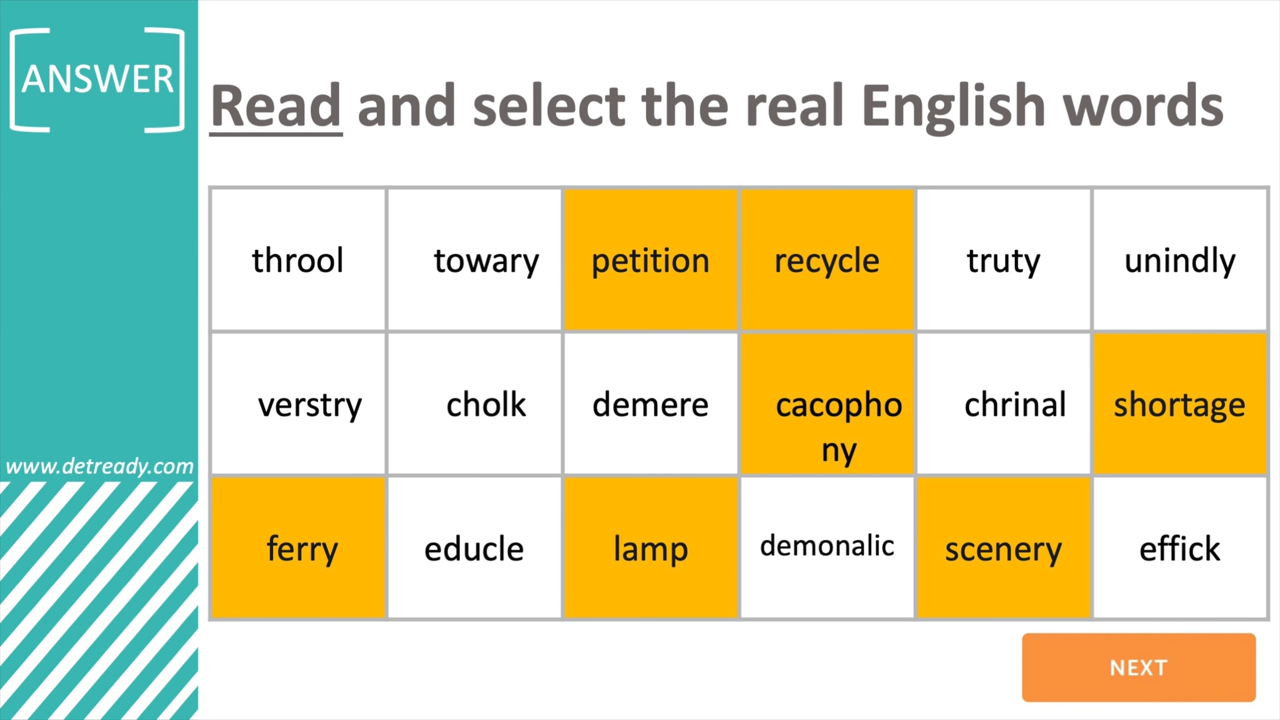 ANSWER
Read and select the real English words
throol towary petition recycle truty unindly
verstry cholk demere cacopho chrinal shortage
ny
www.detready.com
ferry educle lamp demonalic scenery effick
NEXT